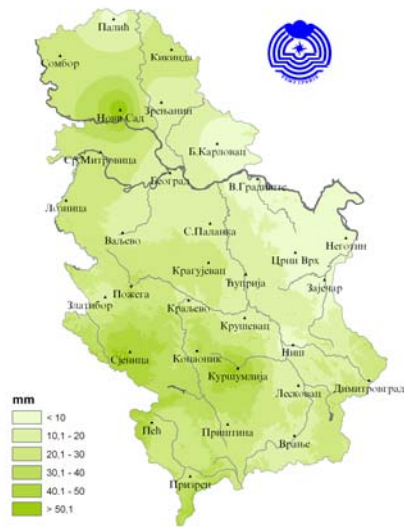 Палић
Кикинда
Сомбор
Зрењанин
Нови Сад
Б.Карловац
Ср.Митровица
Београд
В.Градиште
Лозница
С.Паланка
Ваљево
Неготин
Црни Врх
Крагујевац
Ћуприја
Зајечар
Пожега
Златибор
Краљево
Крушевац
Ниш
Сјеница
Копаоник
Куршумлија
Димитровград
Лесковац
Пећ
Приштина
Врање
Призрен
mm
< 10
10,1 - 20
20,1 - 30
30,1 - 40
40,1 - 50
> 50,1